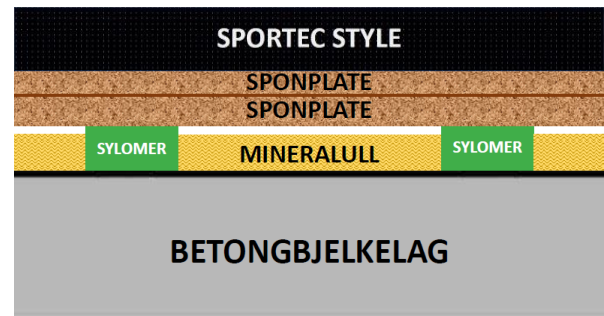 SPORTEC STYLE
SPONPLATE
SPONPLATE
SYLOMER
MINERALULL
SYLOMER
BETONGBJELKELAG